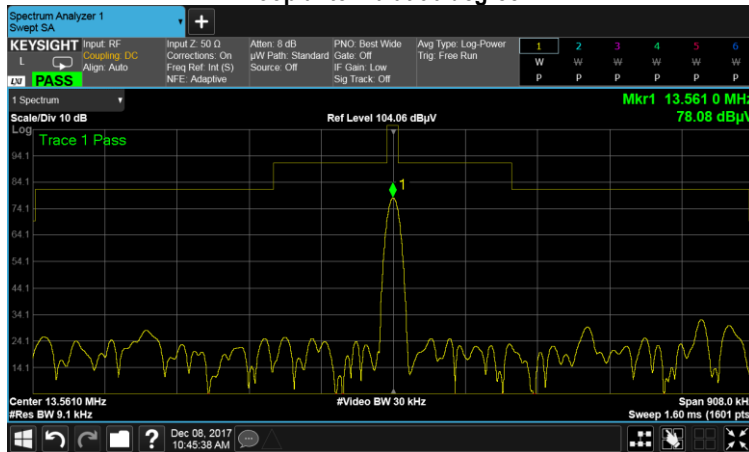 Spectrum Analyzer 1
Swept SA
+
KEYSIGHT
L
LXI PASS
Input: RF
Coupling: DC
Align: Auto
Input Z: 50 Ω
Corrections: On
Freq Ref: Int (S)
NFE: Adaptive
Atten: 8 dB
µW Path: Standard
Source: Off
PNO: Best Wide
Gate: Off
IF Gain: Low
Sig Track: Off
Avg Type: Log-Power
Trig: Free Run
1 2 3 4 5 6
W W W W W W
P P P P P P
1 Spectrum
Mkr1 13.561 0 MHz
Scale/Div 10 dB
Ref Level 104.06 dBµV
78.08 dBµV
Log
Trace 1 Pass
94.1
84.1
1
74.1
64.1
54.1
44.1
34.1
24.1
14.1
Center 13.5610 MHz
#Video BW 30 kHz
Span 908.0 kHz
#Res BW 9.1 kHz
Sweep 1.60 ms (1601 pts
?
Dec 08, 2017
10:45:38 AM